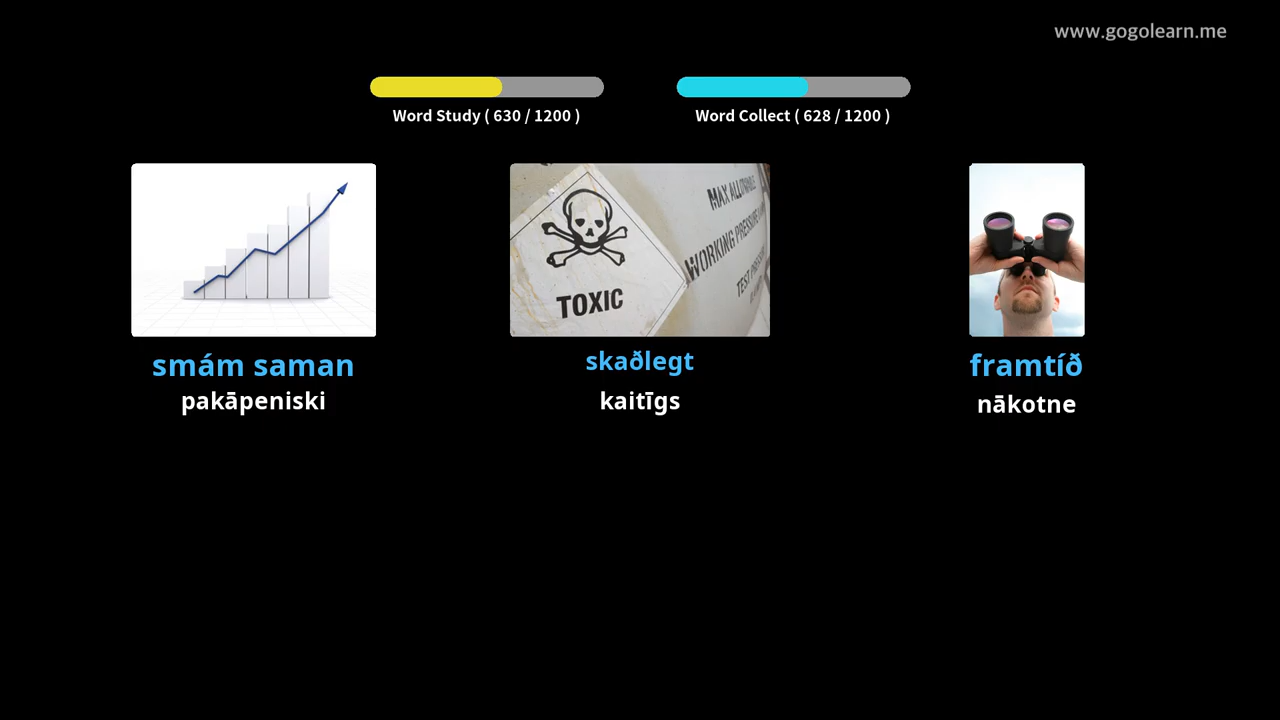 www.gogolearn.me
Word Study ( 630 / 1200 )
Word Collect ( 628 / 1200 )
MAX ALLOWABLE
WORKING PRESSURE
TEST
TOXIC
smám saman
skaðlegt
framtíð
pakāpeniski
kaitīgs
nākotne